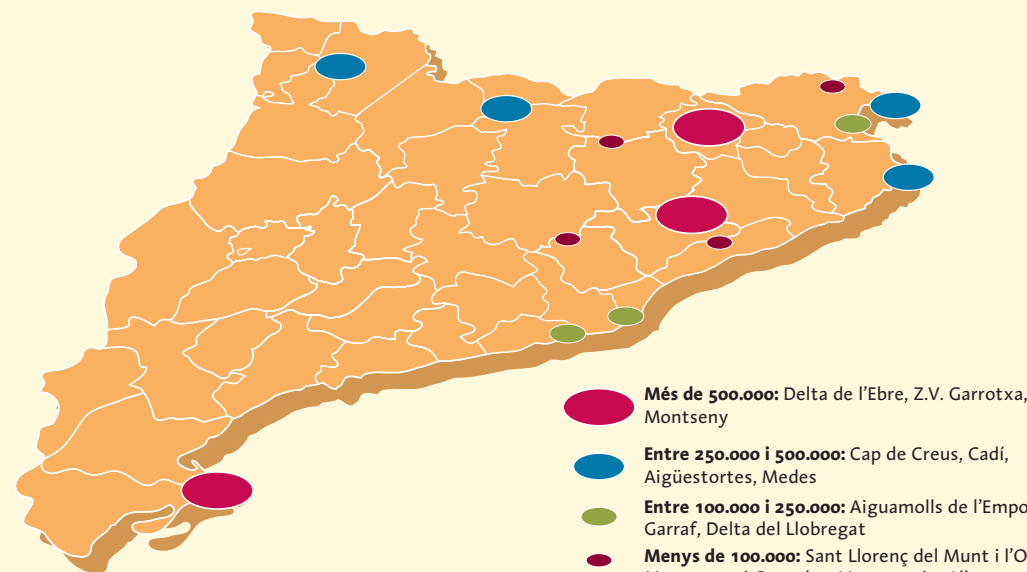 Més de 500.000: Delta de l'Ebre, Z.V. Garrotxa,
Montseny
Entre 250.000 i 500.000: Cap de Creus, Cadí,
Aigüestortes, Medes
Entre 100.000 i 250.000: Aiguamolls de l'Empo
Garraf, Delta del Llobregat
Menys de 100.000: Sant Llorenç del Munt i l'O